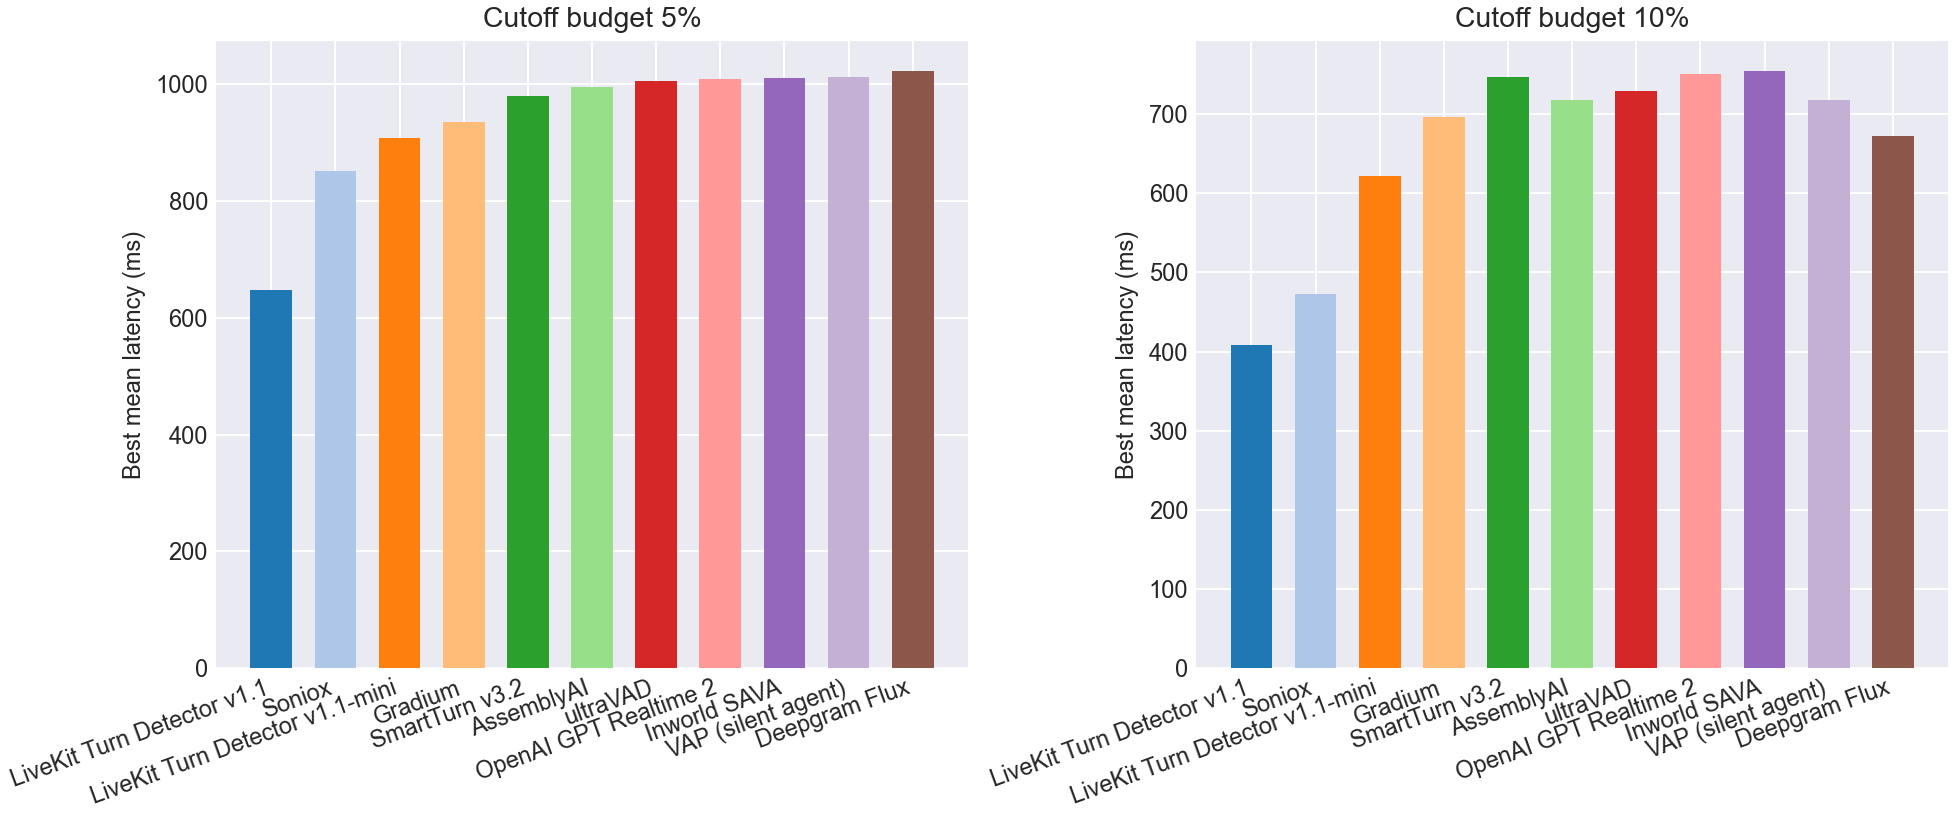 Cutoff budget 5%
Best mean latency (ms)
1000
800
600
400
200
0
LiveKit Turn Detector v1.1
Soniox
LiveKit Turn Detector v1.1-mini
Gradium
SmartTurn v3.2
AssemblyAI
ultraVAD
OpenAI GPT Realtime 2
Inworld SAVA
VAP (silent agent)
Deepgram Flux
Cutoff budget 10%
Best mean latency (ms)
700
600
500
400
300
200
100
0
LiveKit Turn Detector v1.1
Soniox
LiveKit Turn Detector v1.1-mini
Gradium
SmartTurn v3.2
AssemblyAI
ultraVAD
OpenAI GPT Realtime 2
Inworld SAVA
VAP (silent agent)
Deepgram Flux